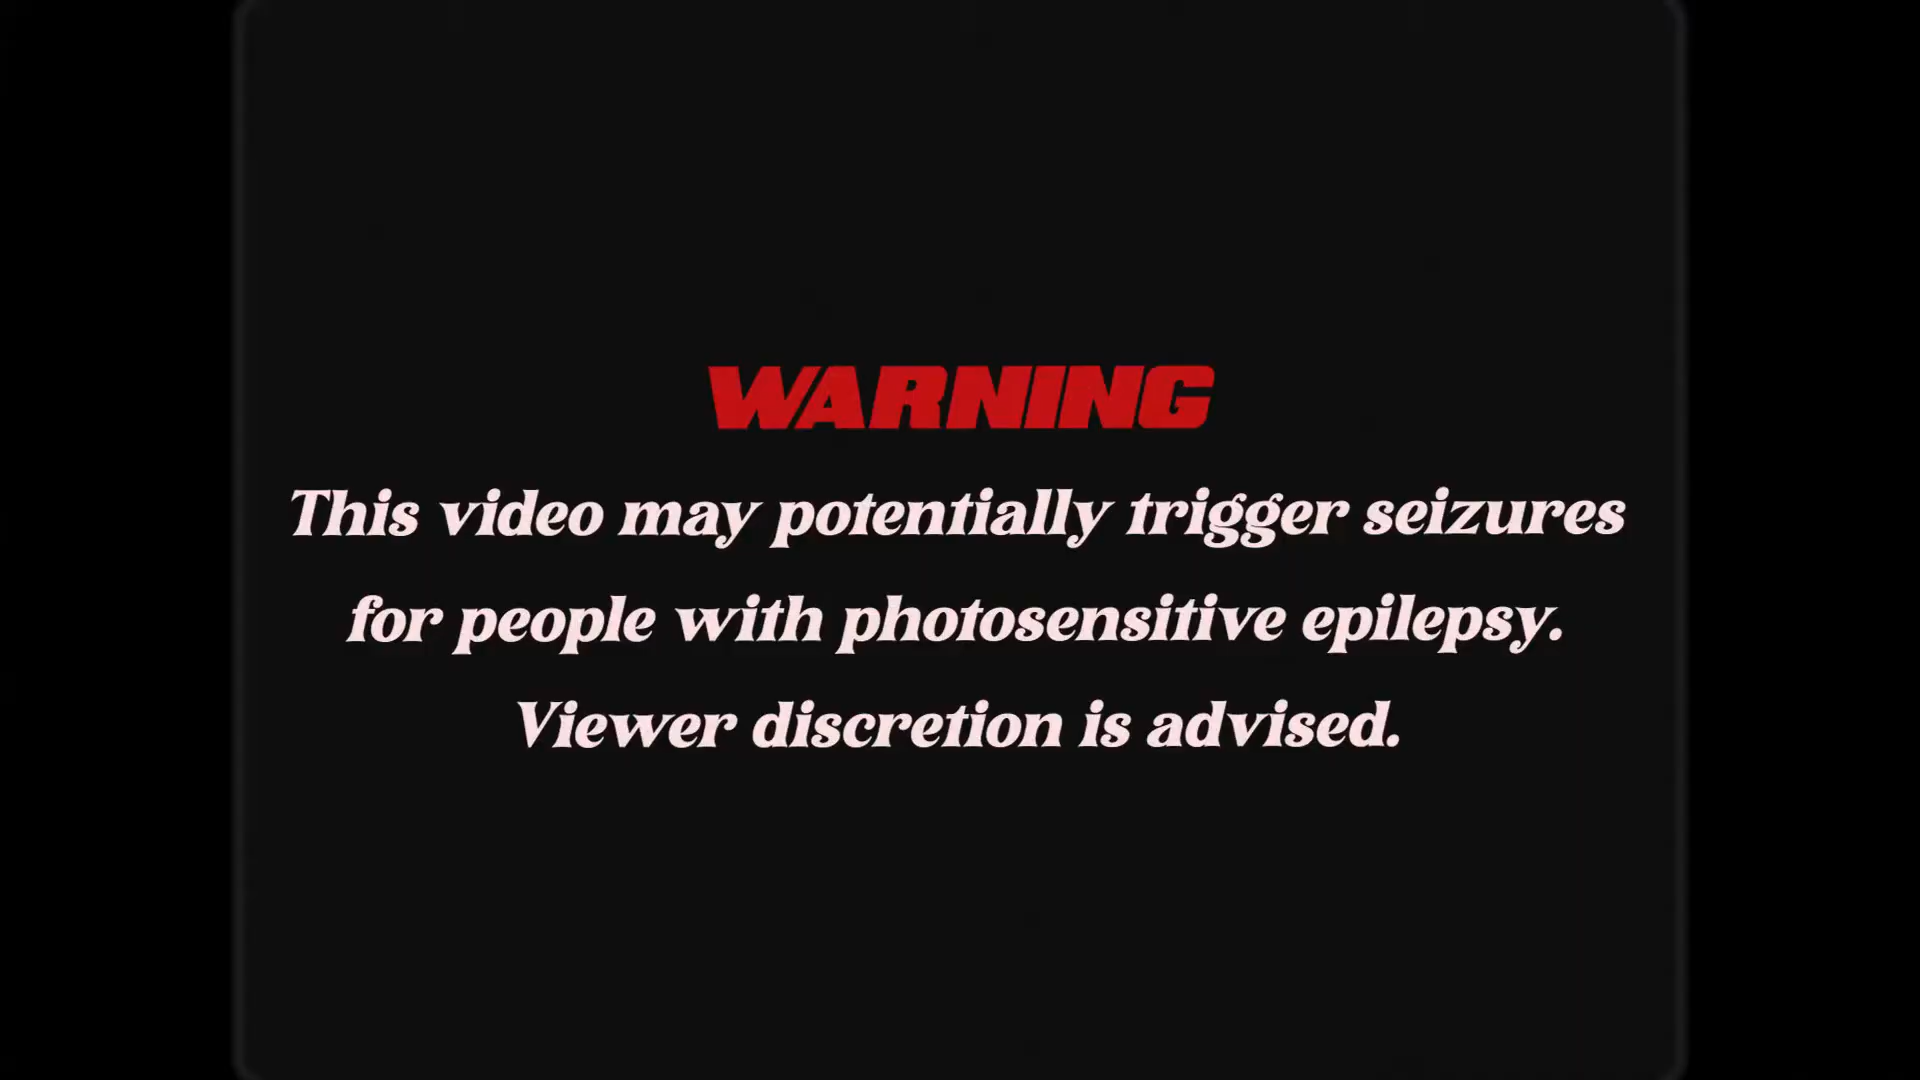 WARNING
This video may potentially trigger seizures
for people with photosensitive epilepsy.
Viewer discretion is advised.